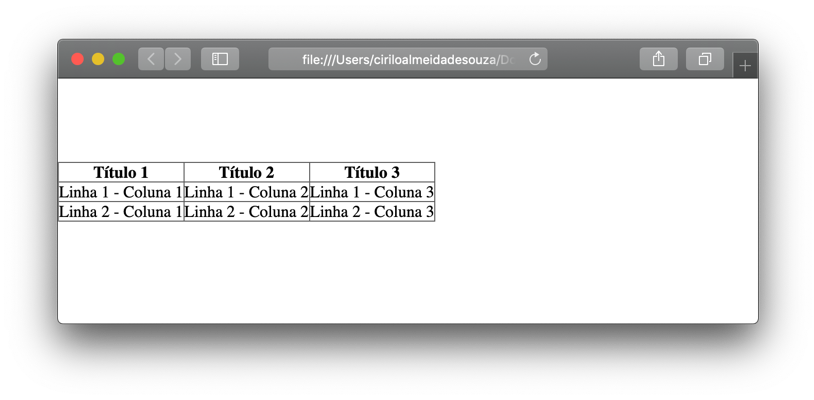 file:///Users/ciriloalmeidadesouza/Do
Título 1 Título 2 Título 3
Linha 1 - Coluna 1 Linha 1 - Coluna 2 Linha 1 - Coluna 3
Linha 2 - Coluna 1 Linha 2 - Coluna 2 Linha 2 - Coluna 3